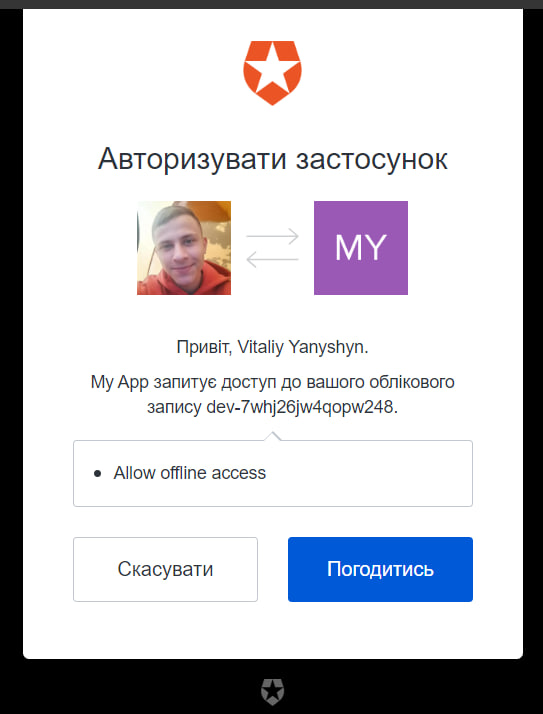 Авторизувати застосунок
MY
Привіт, Vitaliy Yanyshyn.
My App запитує доступ до вашого облікового
запису dev-7whj26jw4qopw248.
Allow offline access
Скасувати
Погодитись